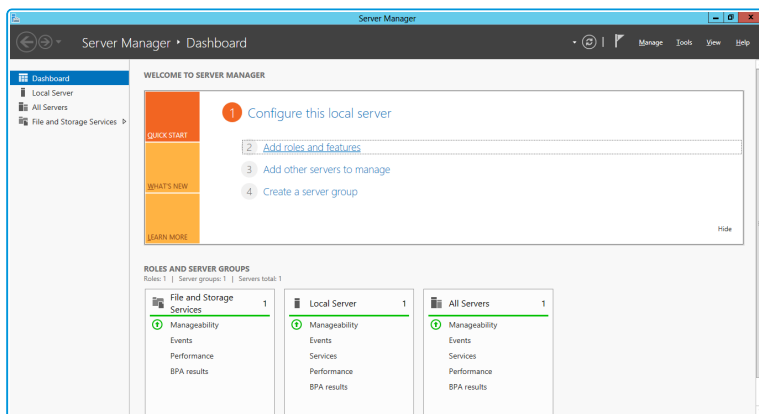 Server Manager
Server Manager ‣ Dashboard
Manage Tools View Help
Dashboard
Local Server
All Servers
File and Storage Services
WELCOME TO SERVER MANAGER
QUICK START
WHAT'S NEW
LEARN MORE
1 Configure this local server
2 Add roles and features
3 Add other servers to manage
4 Create a server group
Hide
ROLES AND SERVER GROUPS
Roles: 1 | Server groups: 1 | Servers total: 1
File and Storage
Services 1
Manageability
Events
Performance
BPA results
Local Server 1
Manageability
Events
Services
Performance
BPA results
All Servers 1
Manageability
Events
Services
Performance
BPA results